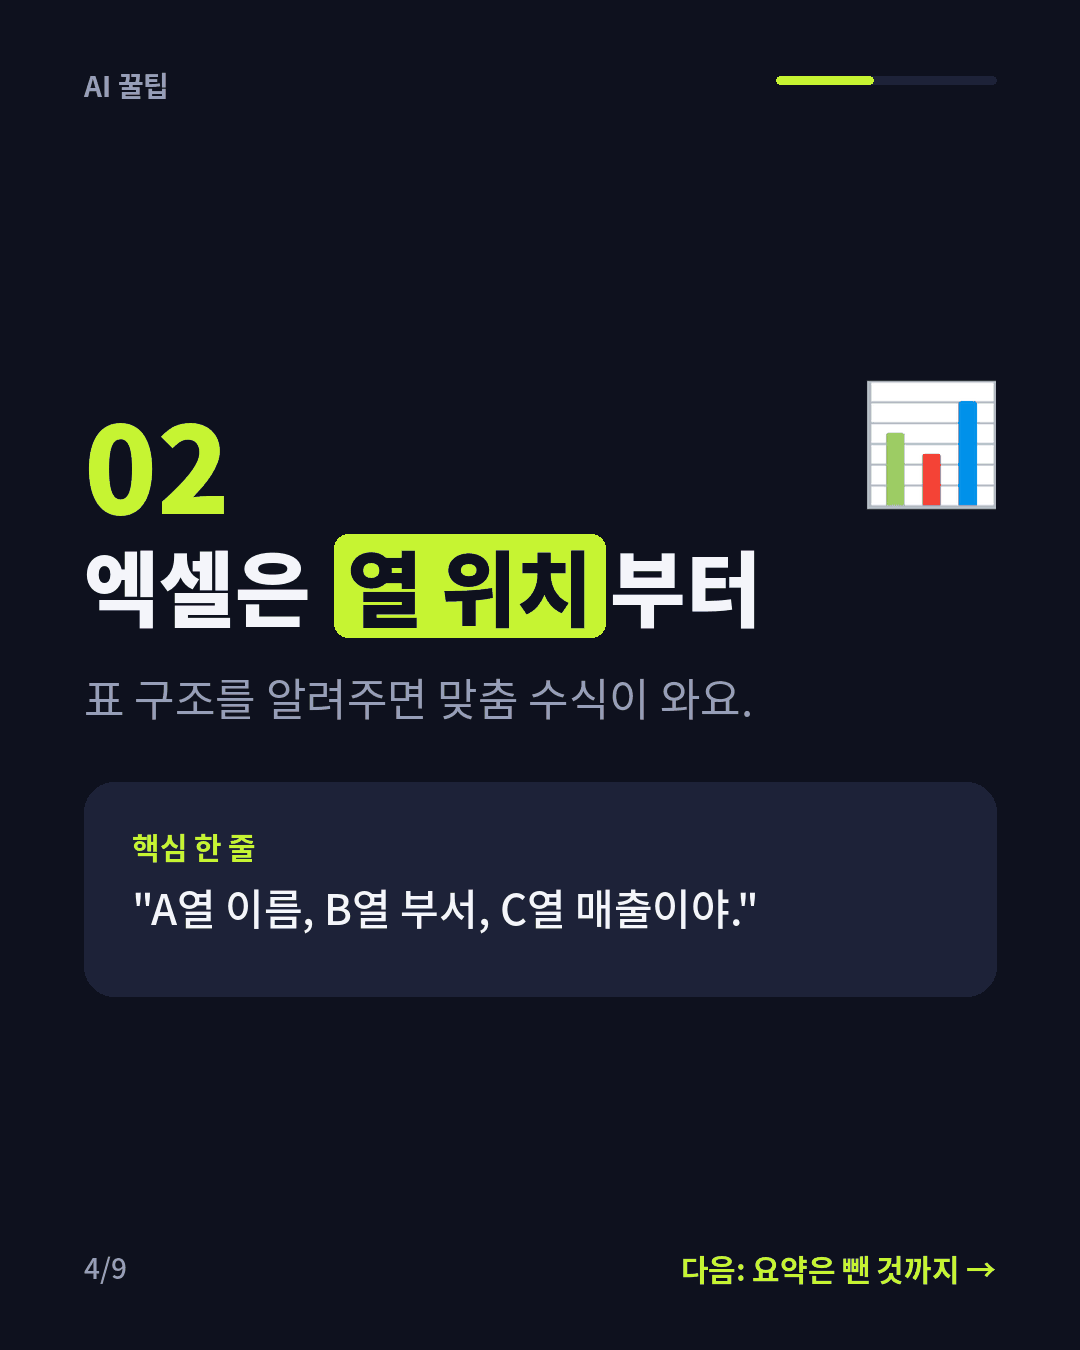 AI 꿀팁
02
엑셀은 열 위치부터
표 구조를 알려주면 맞춤 수식이 와요.
핵심 한 줄
"A열 이름, B열 부서, C열 매출이야."
4/9
다음: 요약은 뺀 것까지 →